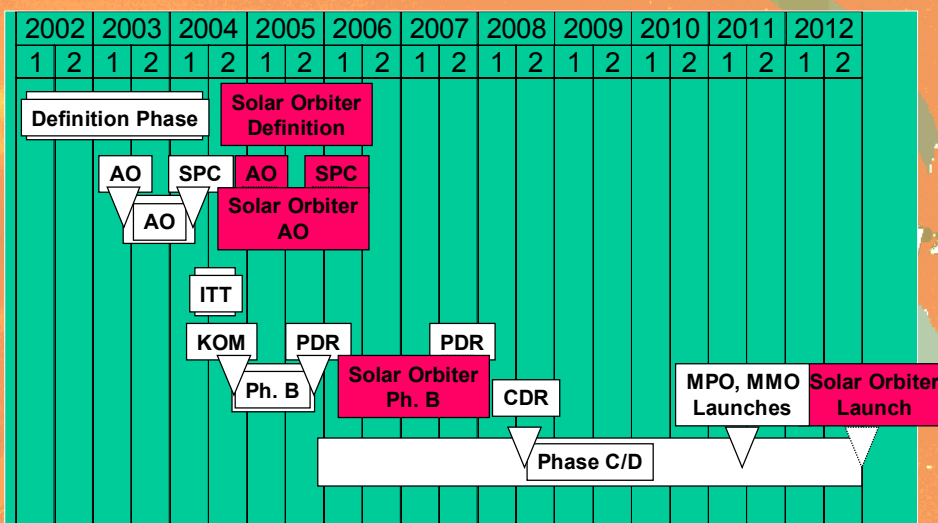 2002 2003 2004 2005 2006 2007 2008 2009 2010 2011 2012
1 2 1 2 1 2 1 2 1 2 1 2 1 2 1 2 1 2 1 2 1 2
Definition Phase
Solar Orbiter
Definition
AO SPC AO SPC
AO
Solar Orbiter
AO
ITT
KOM PDR PDR
Ph. B
Solar Orbiter
Ph. B
CDR
MPO, MMO
Launches
Solar Orbiter
Launch
Phase C/D